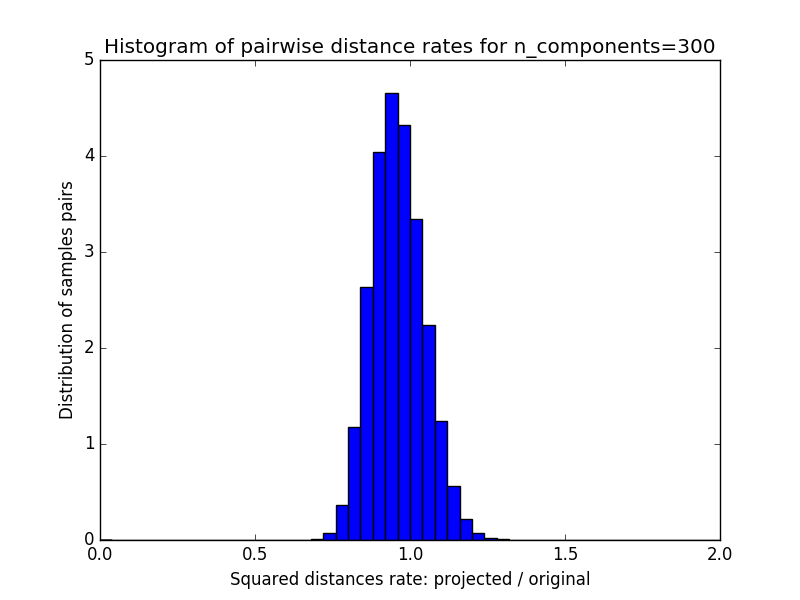 Histogram of pairwise distance rates for n_components=300
5
4
3
2
1
0
Distribution of samples pairs
0.0 0.5 1.0 1.5 2.0
Squared distances rate: projected / original